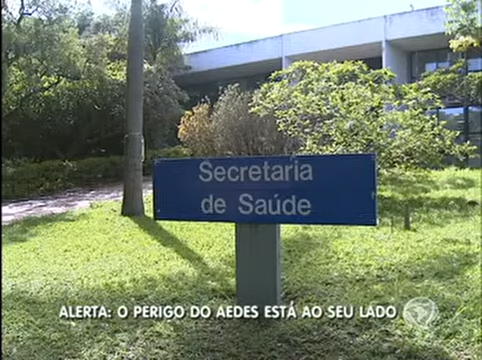 Secretaria
de Saúde
ALERTA: O PERIGO DO AEDES ESTÁ AO SEU LADO